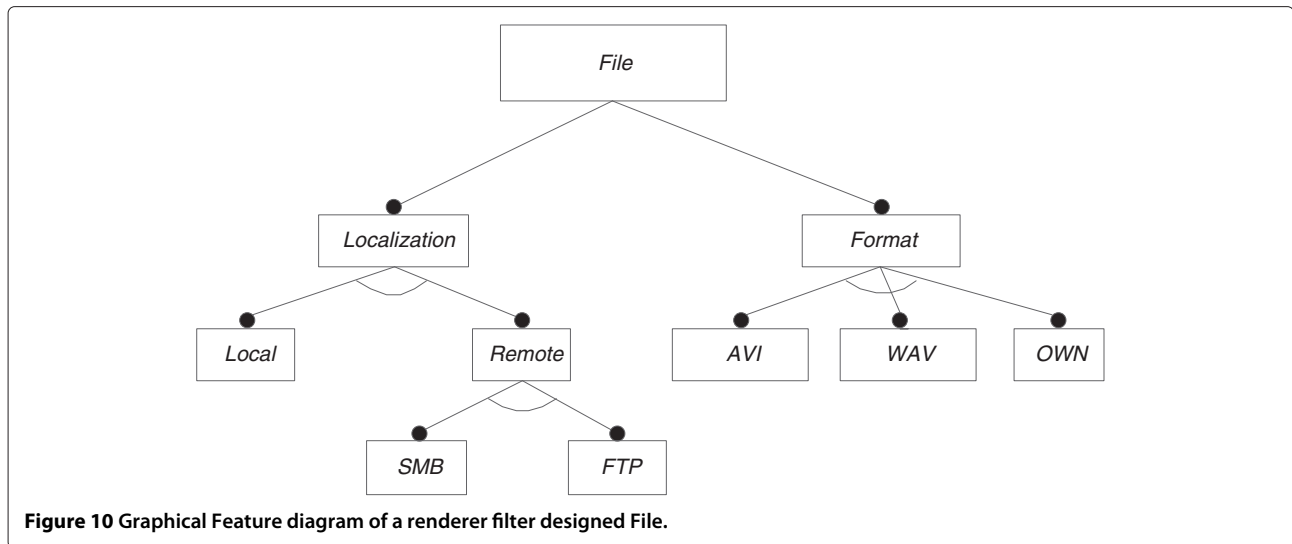 File
Localization
Format
Local
Remote
AVI
WAV
OWN
SMB
FTP
Figure 10 Graphical Feature diagram of a renderer filter designed File.